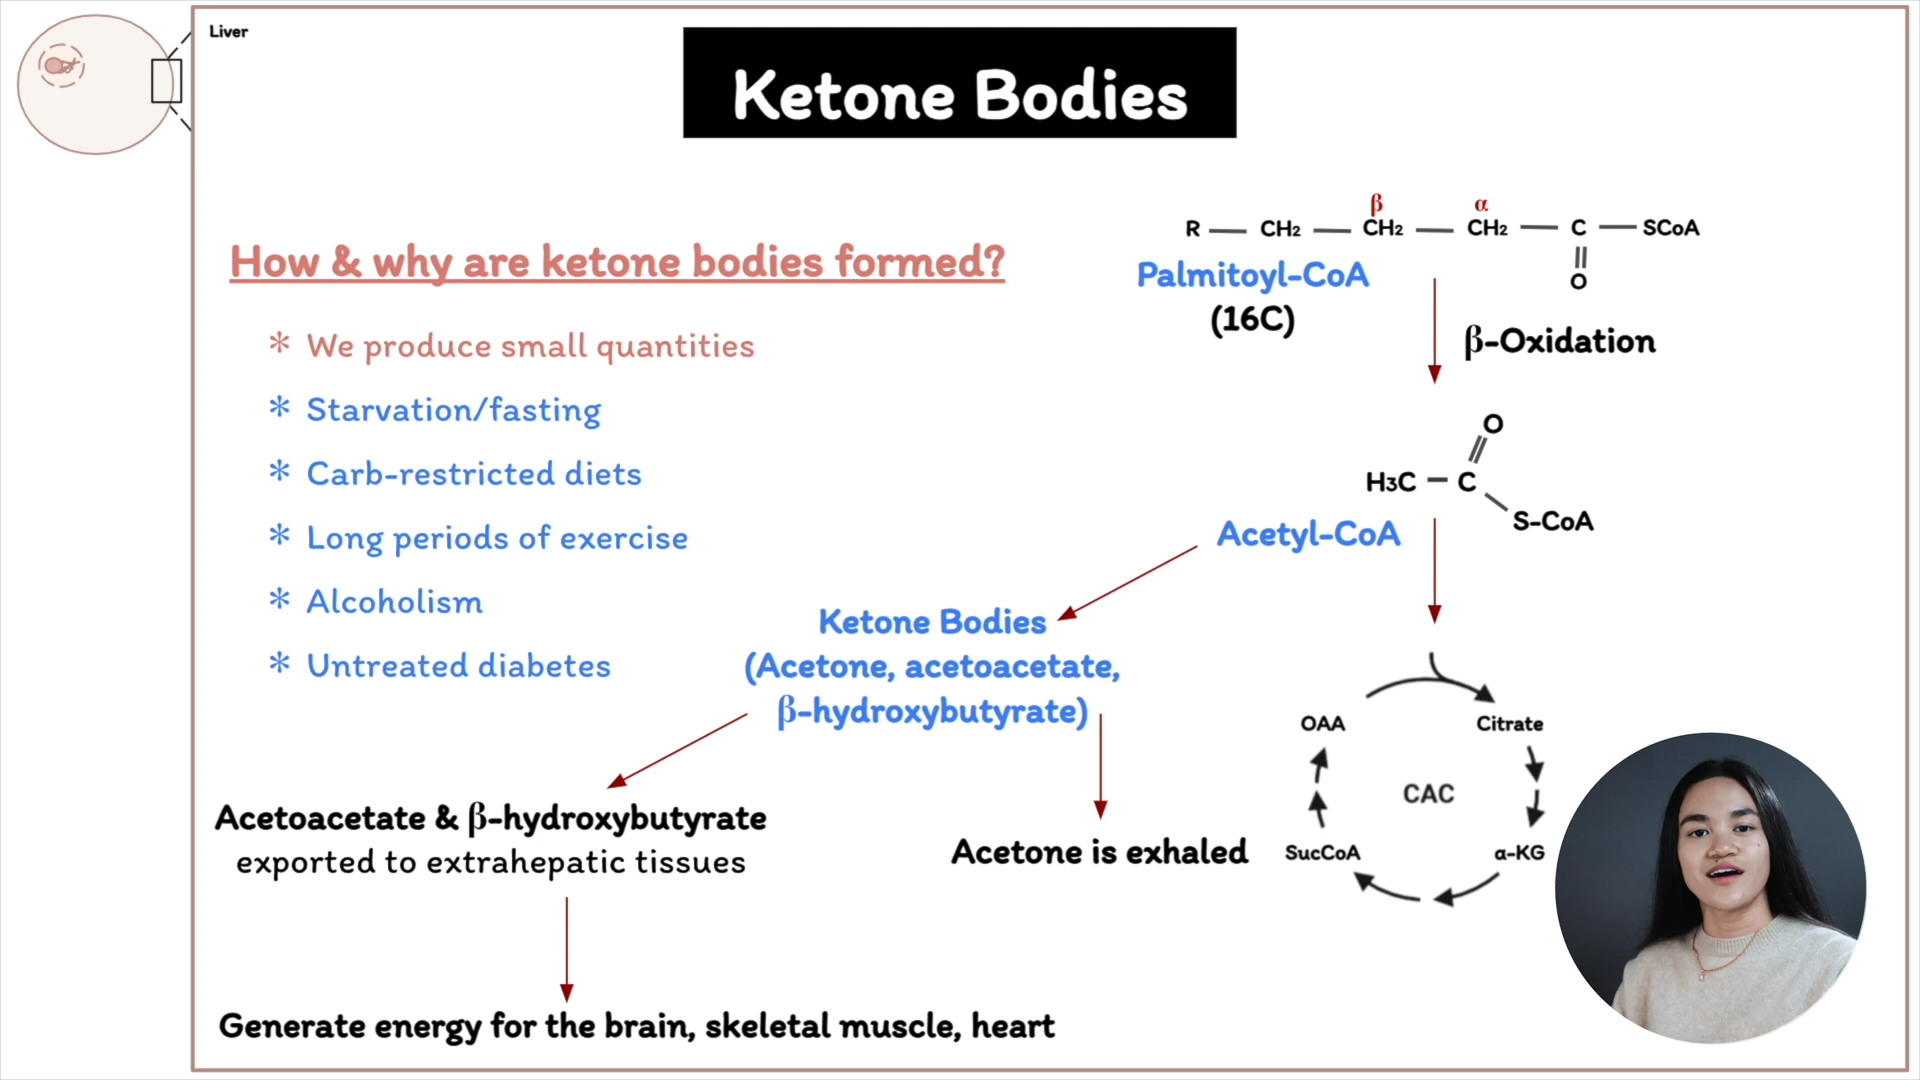 Liver
Ketone Bodies
How & why are ketone bodies formed?
* We produce small quantities
* Starvation/fasting
* Carb-restricted diets
* Long periods of exercise
* Alcoholism
* Untreated diabetes
β α
R — CH₂ — CH₂ — CH₂ — C — SCoA
O
Palmitoyl-CoA
(16C)
β-Oxidation
O
H₃C — C
S-CoA
Acetyl-CoA
Ketone Bodies
(Acetone, acetoacetate,
β-hydroxybutyrate)
Acetoacetate & β-hydroxybutyrate
exported to extrahepatic tissues
Acetone is exhaled
Generate energy for the brain, skeletal muscle, heart
OAA
Citrate
CAC
SucCoA
α-KG